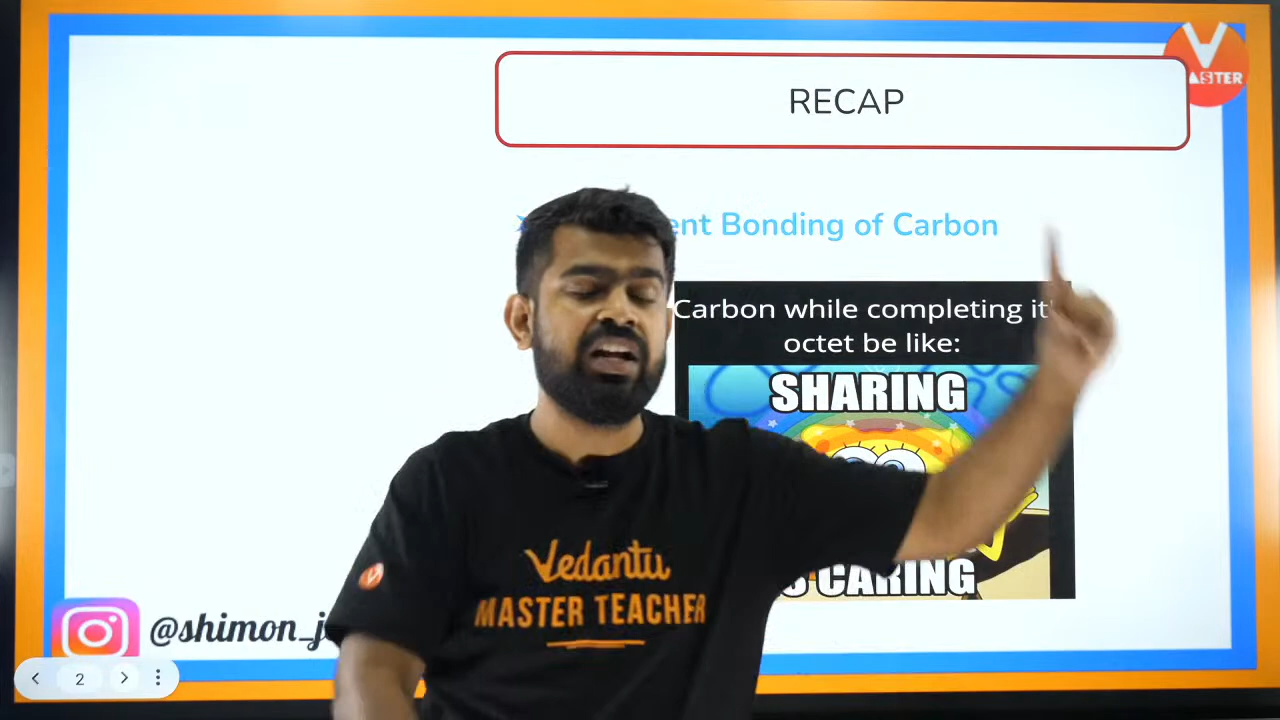 RECAP
V
MASTER
ent Bonding of Carbon
Carbon while completing it'
octet be like:
SHARING
CARING
Vedantu
MASTER TEACHER
@shimon_j
2